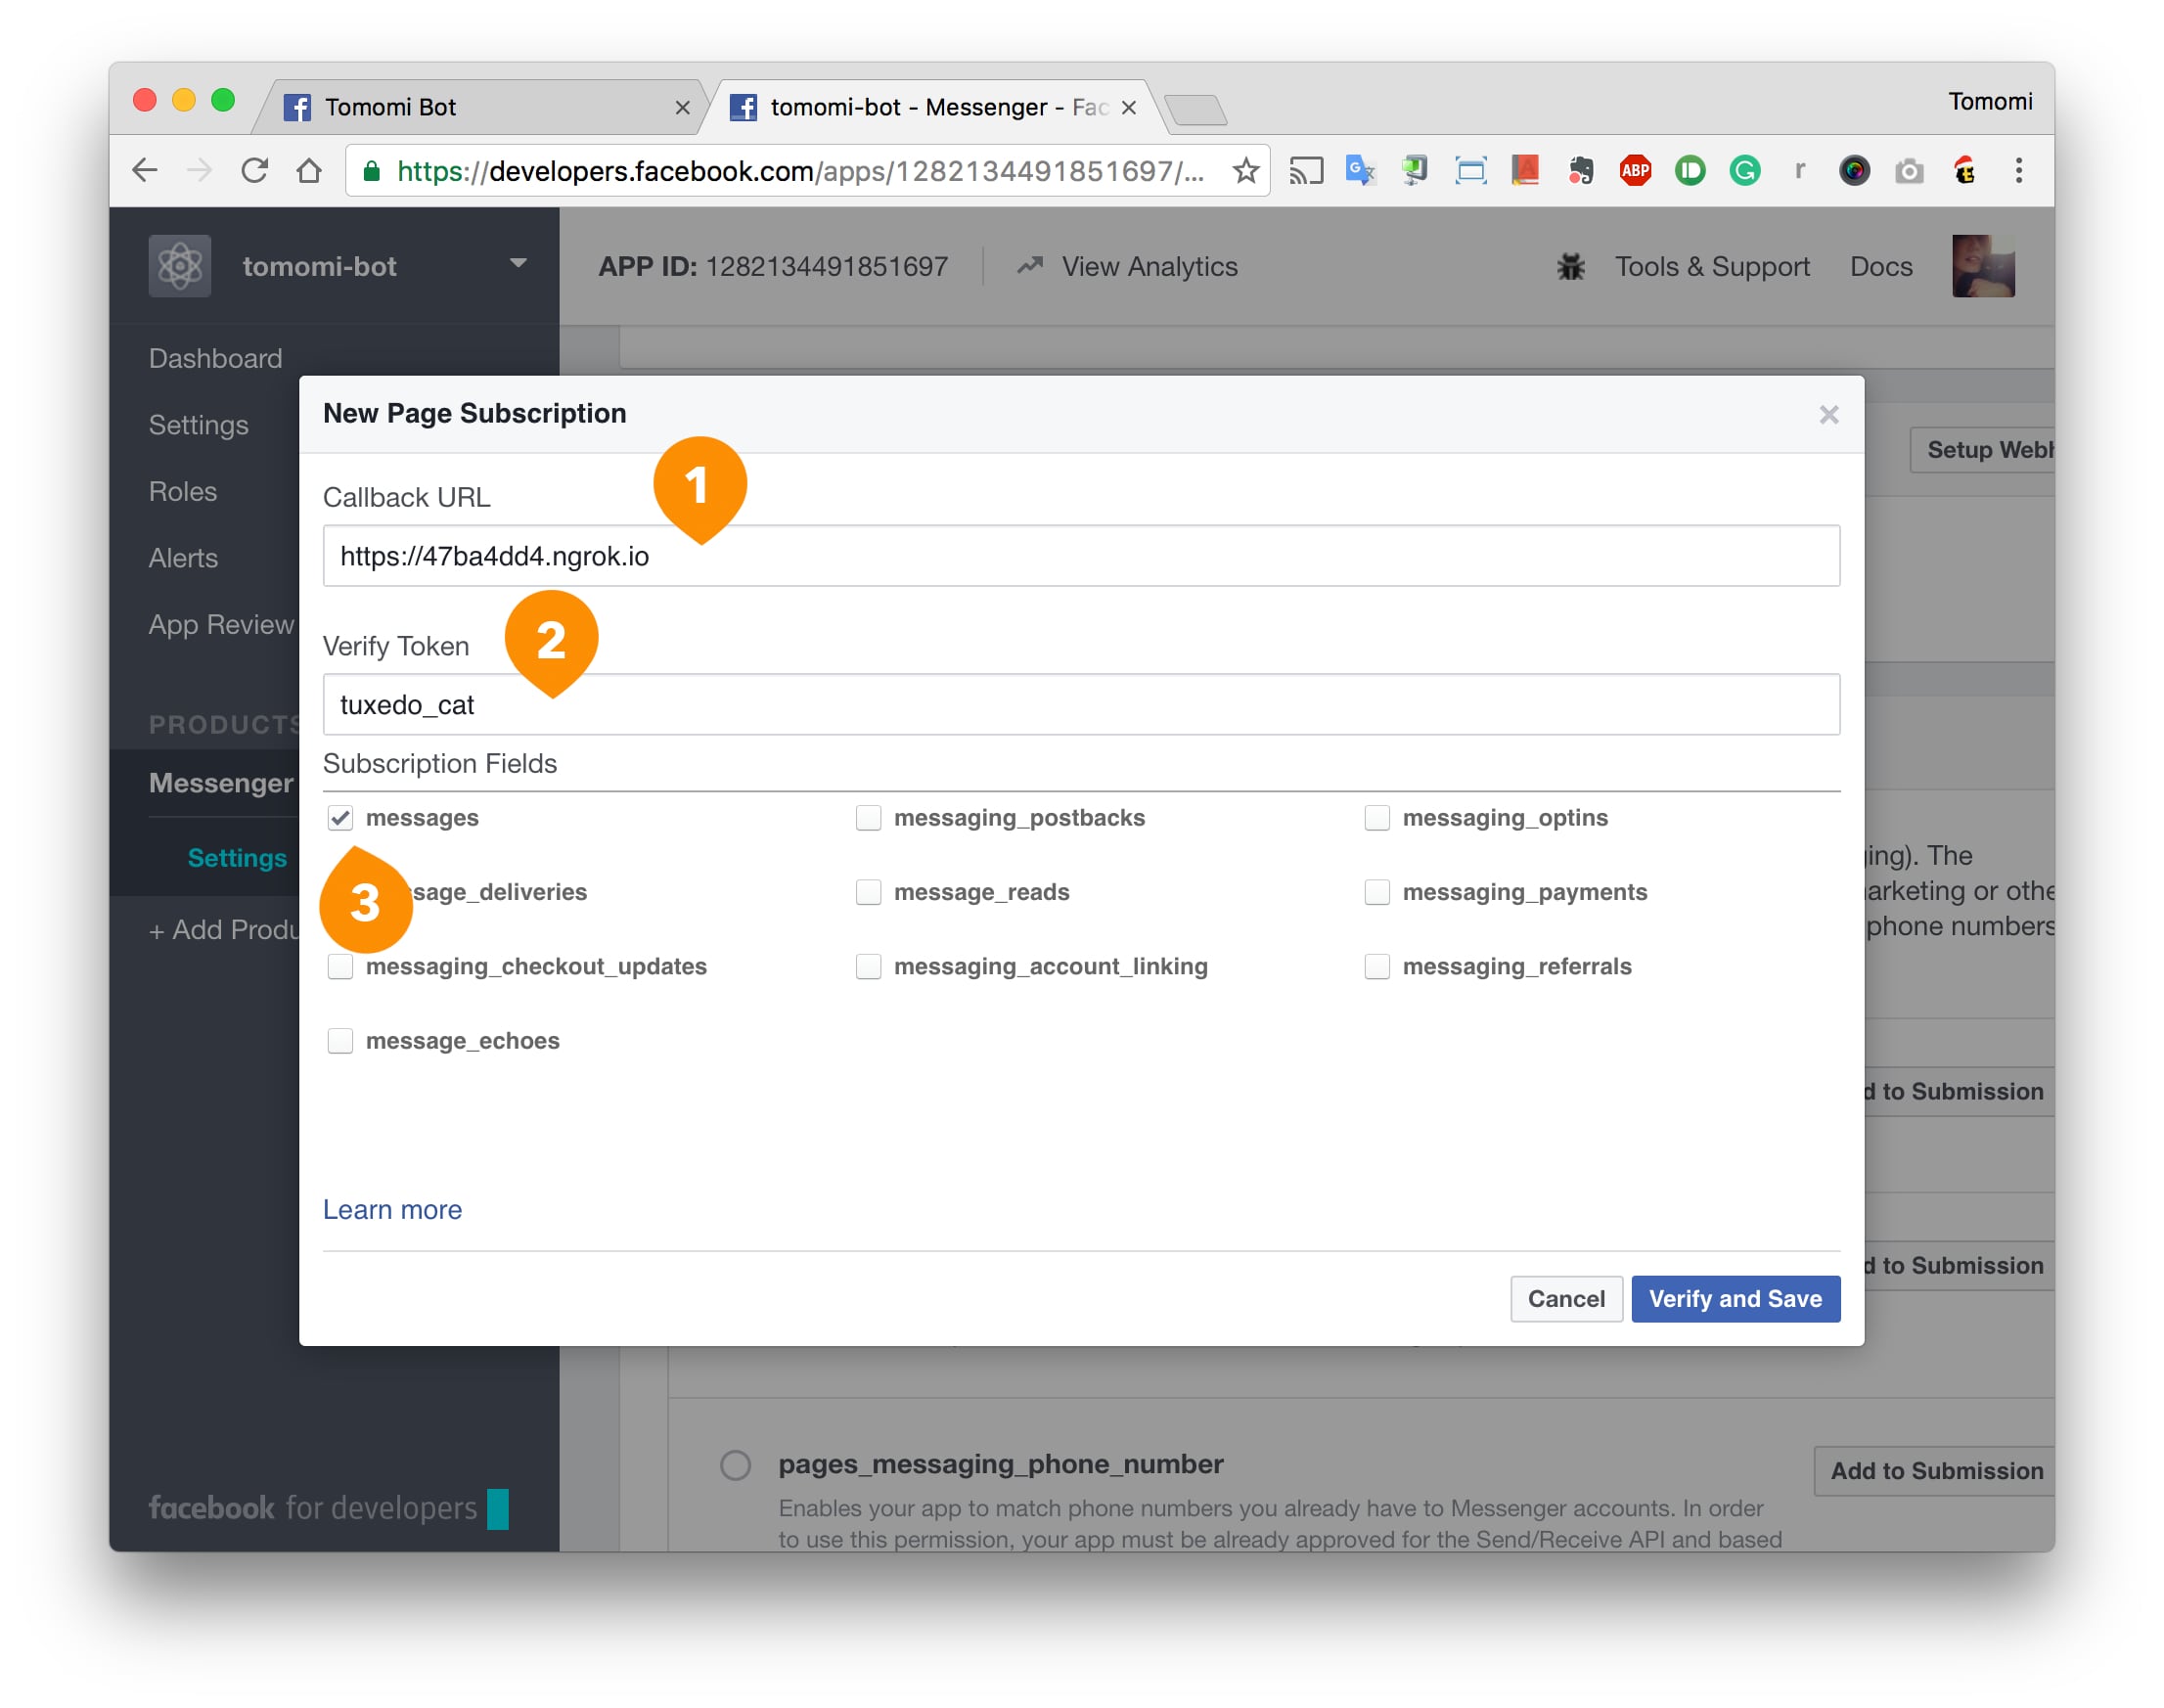 Tomomi Bot
tomomi-bot - Messenger - Fac
Tomomi
https://developers.facebook.com/apps/1282134491851697/...
ABP
tomomi-bot
APP ID: 1282134491851697
View Analytics
Tools & Support
Docs
Dashboard
Settings
Roles
Alerts
App Review
PRODUCTS
Messenger
Settings
+ Add Produ
facebook for developers
New Page Subscription
Setup Webh
1
Callback URL
https://47ba4dd4.ngrok.io
2
Verify Token
tuxedo_cat
Subscription Fields
messages
messaging_postbacks
messaging_optins
3
sage_deliveries
message_reads
messaging_payments
messaging_checkout_updates
messaging_account_linking
messaging_referrals
message_echoes
Learn more
Cancel
Verify and Save
ing). The
arketing or othe
phone numbers
d to Submission
d to Submission
pages_messaging_phone_number
Add to Submission
Enables your app to match phone numbers you already have to Messenger accounts. In order
to use this permission, your app must be already approved for the Send/Receive API and based